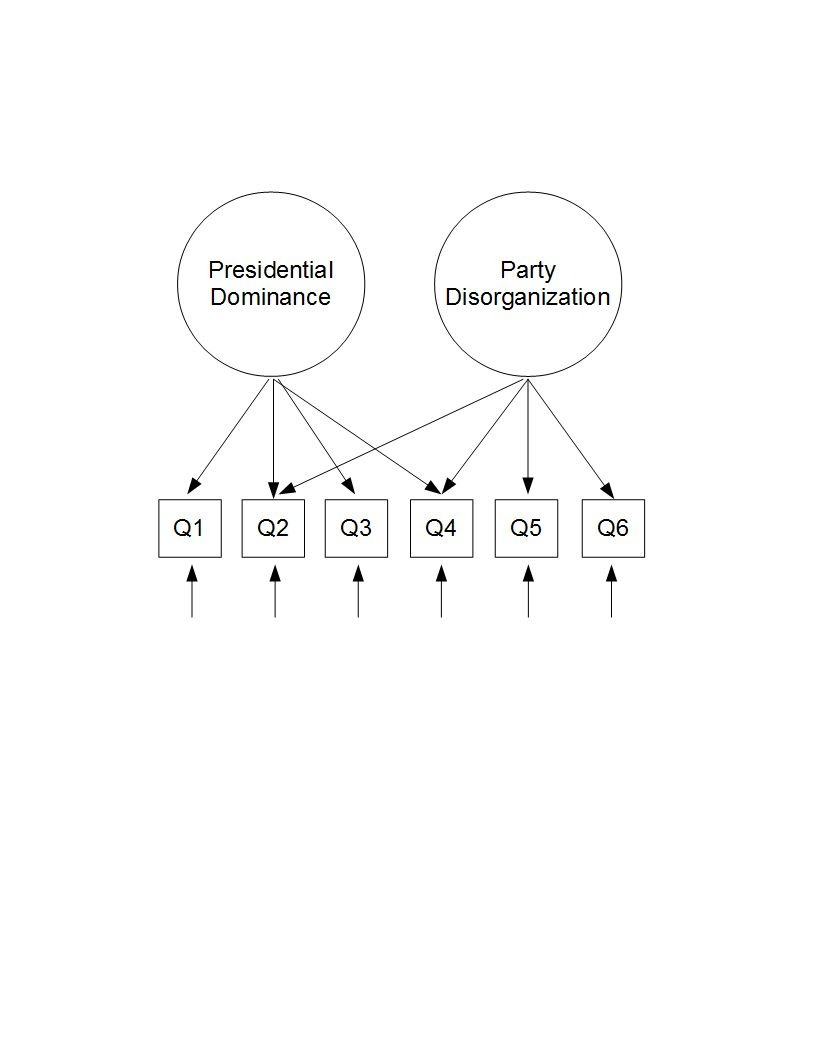 Presidential
Dominance
Party
Disorganization
Q1
Q2
Q3
Q4
Q5
Q6